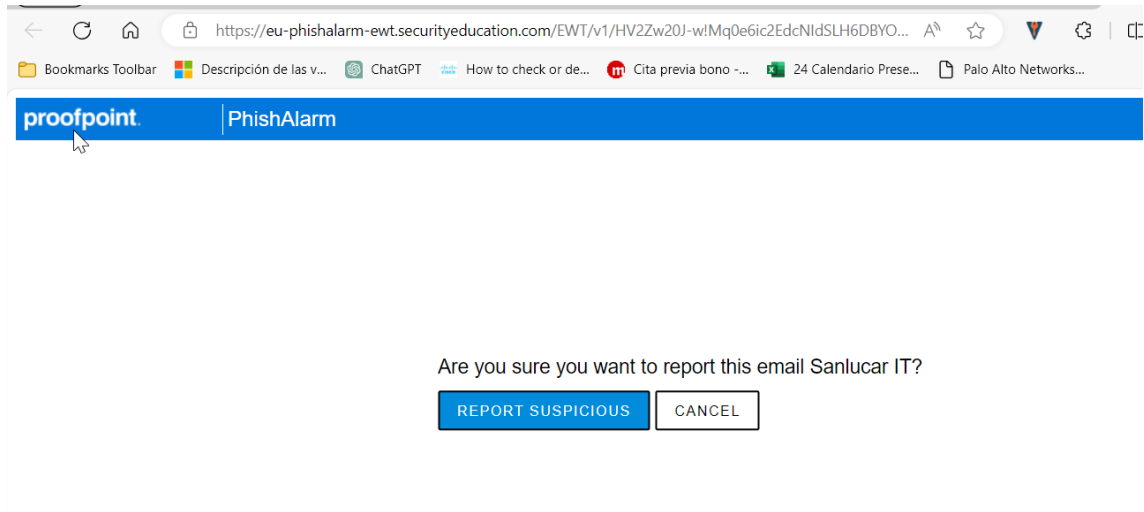 https://eu-phishalarm-ewt.securityeducation.com/EWT/v1/HV2Zw20J-w!Mq0e6ic2EdcNIdSLH6DBYO...
Bookmarks Toolbar Descripción de las v... ChatGPT How to check or de... Cita previa bono -... 24 Calendario Prese... Palo Alto Networks...
proofpoint. PhishAlarm
Are you sure you want to report this email Sanlucar IT?
REPORT SUSPICIOUS CANCEL